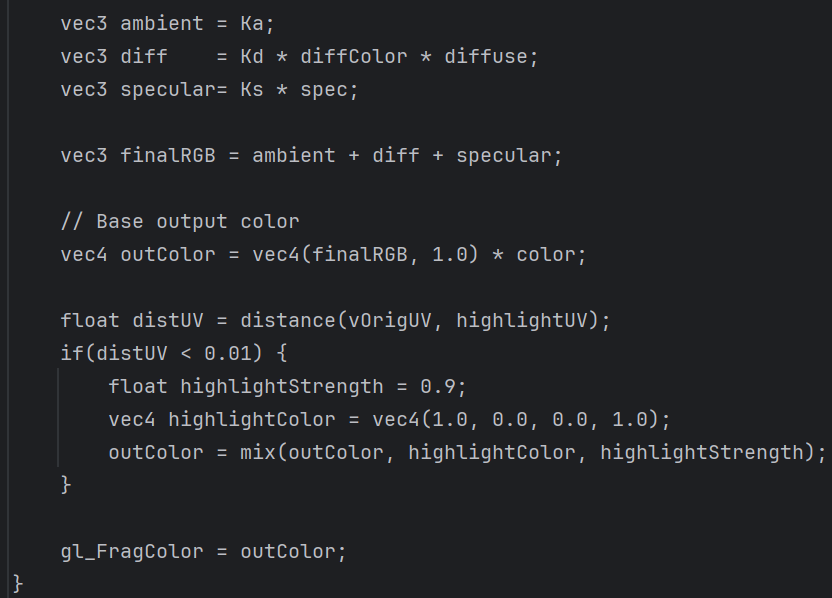 vec3 ambient = Ka;
vec3 diff    = Kd * diffColor * diffuse;
vec3 specular= Ks * spec;
vec3 finalRGB = ambient + diff + specular;
// Base output color
vec4 outColor = vec4(finalRGB, 1.0) * color;
float distUV = distance(vOrigUV, highlightUV);
if(distUV < 0.01) {
    float highlightStrength = 0.9;
    vec4 highlightColor = vec4(1.0, 0.0, 0.0, 1.0);
    outColor = mix(outColor, highlightColor, highlightStrength);
}
gl_FragColor = outColor;
}